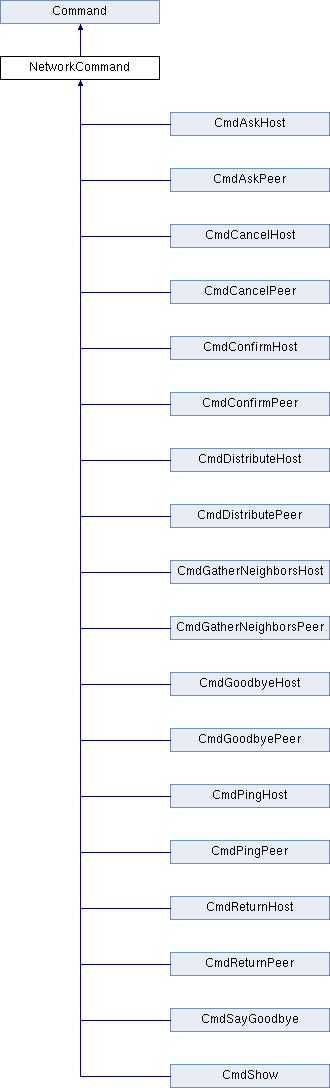 Command
NetworkCommand
CmdAskHost
CmdAskPeer
CmdCancelHost
CmdCancelPeer
CmdConfirmHost
CmdConfirmPeer
CmdDistributeHost
CmdDistributePeer
CmdGatherNeighborsHost
CmdGatherNeighborsPeer
CmdGoodbyeHost
CmdGoodbyePeer
CmdPingHost
CmdPingPeer
CmdReturnHost
CmdReturnPeer
CmdSayGoodbye
CmdShow